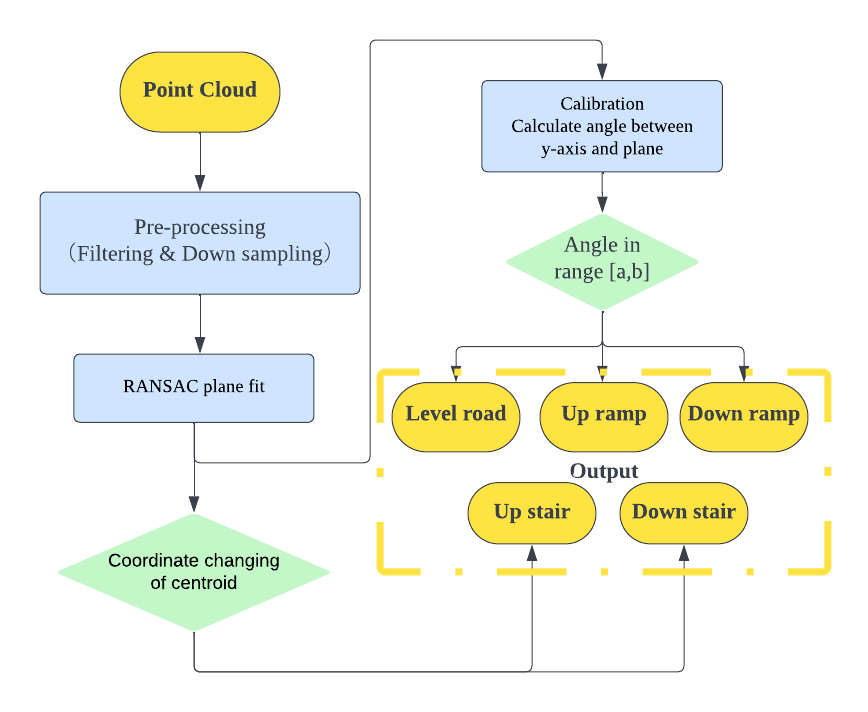 Point Cloud
Pre-processing
（Filtering & Down sampling）
RANSAC plane fit
Coordinate changing
of centroid
Calibration
Calculate angle between
y-axis and plane
Angle in
range [a,b]
Level road
Up ramp
Down ramp
Output
Up stair
Down stair